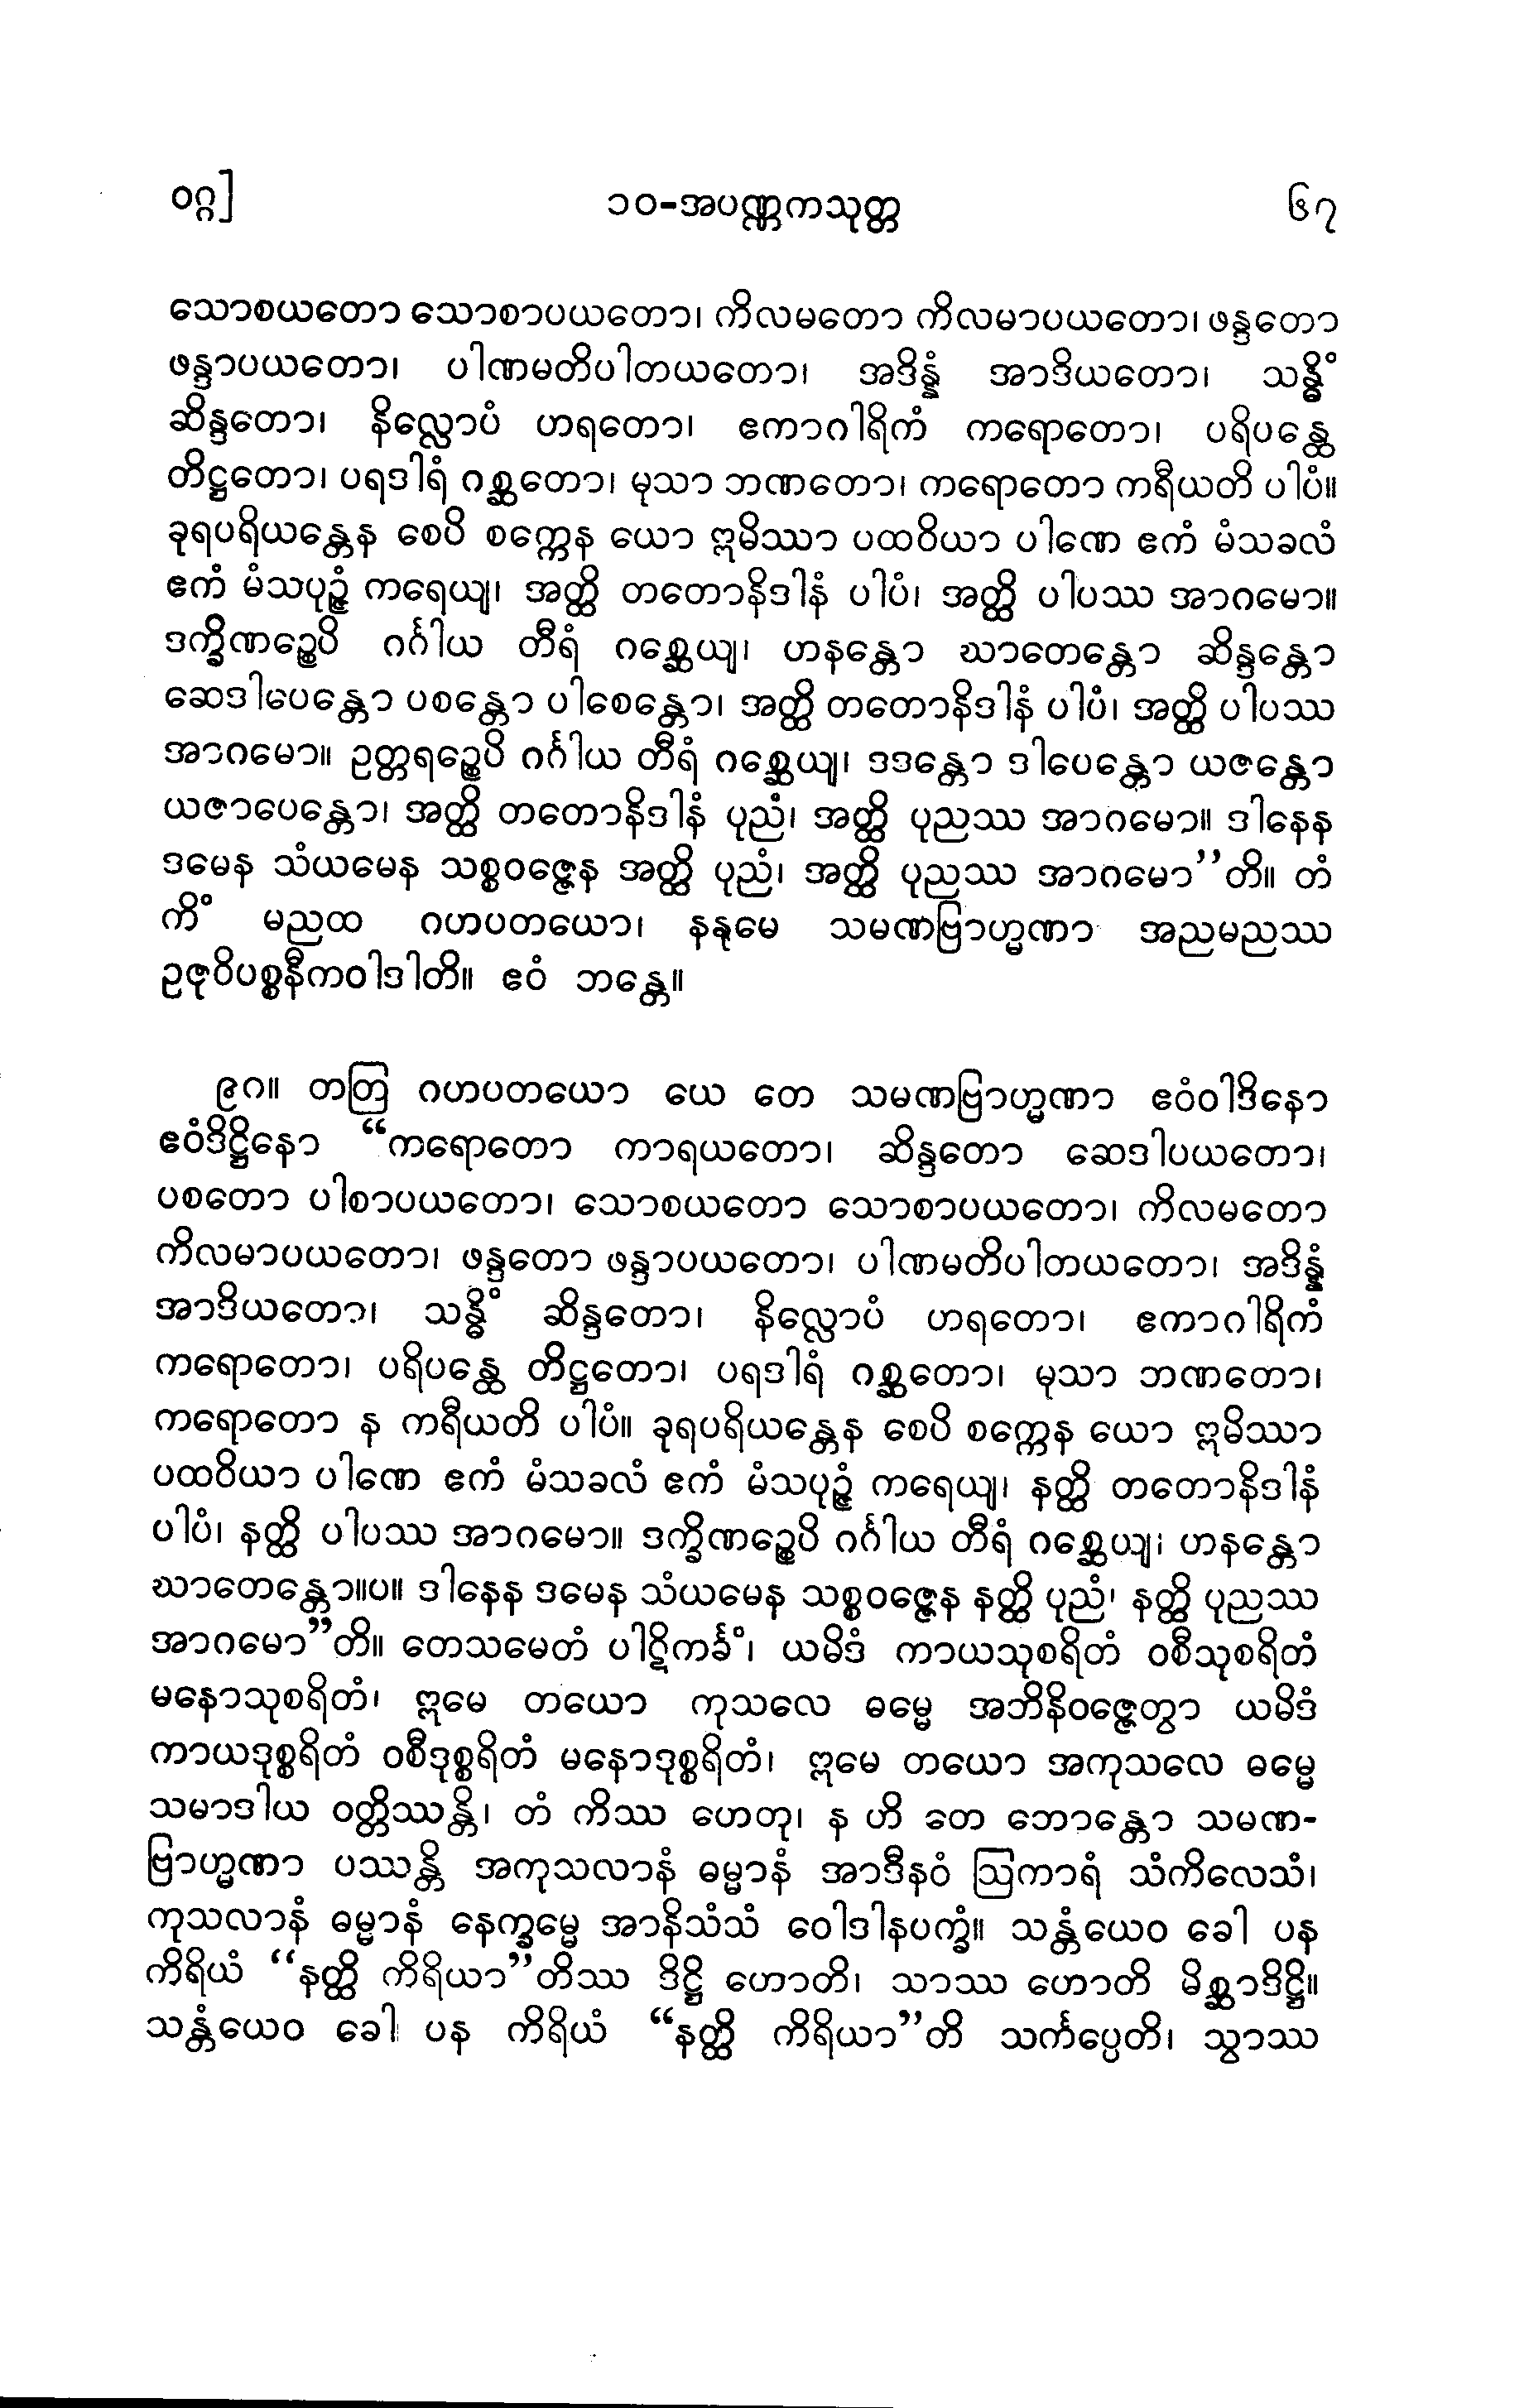 ဝဂ္ဂ]
၁၀-အပဏ္ဏကသုတ္တ
၆၇
သောစယတော သောစာပယတော၊ ကိလမတော ကိလမာပယတော၊ ဖန္ဒတော
ဖန္ဒာပယတော၊ ပါဏမတိပါတယတော၊ အဒိန္နံ အာဒိယတော၊ သန္ဓိံ
ဆိန္ဒတော၊ နိလ္လောပံ ဟရတော၊ ဧကာဂါရိကံ ကရောတော၊ ပရိပန္ထေ
တိဋ္ဌတော၊ ပရဒါရံ ဂစ္ဆတော၊ မုသာ ဘဏတော၊ ကရောတော ကရီယတိ ပါပံ။
ခုရပရိယန္တေန စေပိ စက္ကေန ယော ဣမိဿာ ပထဝိယာ ပါဏေ ဧကံ မံသခလံ
ဧကံ မံသပုဉ္ဇံ ကရေယျ၊ အတ္ထိ တတောနိဒါနံ ပါပံ၊ အတ္ထိ ပါပဿ အာဂမော။
ဒက္ခိဏဉ္စေပိ ဂင်္ဂါယ တီရံ ဂစ္ဆေယျ၊ ဟနန္တော ဃာတေန္တော ဆိန္ဒန္တော
ဆေဒါပေန္တော ပစန္တော ပါစေန္တော၊ အတ္ထိ တတောနိဒါနံ ပါပံ၊ အတ္ထိ ပါပဿ
အာဂမော။ ဥတ္တရဉ္စေပိ ဂင်္ဂါယ တီရံ ဂစ္ဆေယျ၊ ဒဒန္တော ဒါပေန္တော ယဇန္တော
ယဇာပေန္တော၊ အတ္ထိ တတောနိဒါနံ ပုညံ၊ အတ္ထိ ပုညဿ အာဂမော။ ဒါနေန
ဒမေန သံယမေန သစ္စဝဇ္ဇေန အတ္ထိ ပုညံ၊ အတ္ထိ ပုညဿ အာဂမော”တိ။ တံ
ကိံ မညထ ဂဟပတယော၊ နနုမေ သမဏဗြာဟ္မဏာ အညမညဿ
ဥဇုဝိပစ္စနီကဝါဒါတိ။ ဧဝံ ဘန္တေ။
၉၈။ တတြ ဂဟပတယော ယေ တေ သမဏဗြာဟ္မဏာ ဧဝံဝါဒိနော
ဧဝံဒိဋ္ဌိနော “ကရောတော ကာရယတော၊ ဆိန္ဒတော ဆေဒါပယတော၊
ပစတော ပါစာပယတော၊ သောစယတော သောစာပယတော၊ ကိလမတော
ကိလမာပယတော၊ ဖန္ဒတော ဖန္ဒာပယတော၊ ပါဏမတိပါတယတော၊ အဒိန္နံ
အာဒိယတော၊ သန္ဓိံ ဆိန္ဒတော၊ နိလ္လောပံ ဟရတော၊ ဧကာဂါရိကံ
ကရောတော၊ ပရိပန္ထေ တိဋ္ဌတော၊ ပရဒါရံ ဂစ္ဆတော၊ မုသာ ဘဏတော၊
ကရောတော န ကရီယတိ ပါပံ။ ခုရပရိယန္တေန စေပိ စက္ကေန ယော ဣမိဿာ
ပထဝိယာ ပါဏေ ဧကံ မံသခလံ ဧကံ မံသပုဉ္ဇံ ကရေယျ၊ နတ္ထိ တတောနိဒါနံ
ပါပံ၊ နတ္ထိ ပါပဿ အာဂမော။ ဒက္ခိဏဉ္စေပိ ဂင်္ဂါယ တီရံ ဂစ္ဆေယျ၊ ဟနန္တော
ဃာတေန္တော။ပ။ ဒါနေန ဒမေန သံယမေန သစ္စဝဇ္ဇေန နတ္ထိ ပုညံ၊ နတ္ထိ ပုညဿ
အာဂမော”တိ။ တေသမေတံ ပါဋိကင်္ခံ၊ ယမိဒံ ကာယသုစရိတံ ဝစီသုစရိတံ
မနောသုစရိတံ၊ ဣမေ တယော ကုသလေ ဓမ္မေ အဘိနိဝဇ္ဇေတွာ ယမိဒံ
ကာယဒုစ္စရိတံ ဝစီဒုစ္စရိတံ မနောဒုစ္စရိတံ၊ ဣမေ တယော အကုသလေ ဓမ္မေ
သမာဒါယ ဝတ္တိဿန္တိ၊ တံ ကိဿ ဟေတု၊ န ဟိ တေ ဘောန္တော သမဏ-
ဗြာဟ္မဏာ ပဿန္တိ အကုသလာနံ ဓမ္မာနံ အာဒီနဝံ ဩကာရံ သံကိလေသံ၊
ကုသလာနံ ဓမ္မာနံ နေက္ခမ္မေ အာနိသံသံ ဝေါဒါနပက္ခံ။ သန္တံယေဝ ခေါ ပန
ကိရိယံ “နတ္ထိ ကိရိယာ”တိဿ ဒိဋ္ဌိ ဟောတိ၊ သာဿ ဟောတိ မိစ္ဆာဒိဋ္ဌိ။
သန္တံယေဝ ခေါ ပန ကိရိယံ “နတ္ထိ ကိရိယာ”တိ သင်္ကပ္ပေတိ၊ သွာဿ